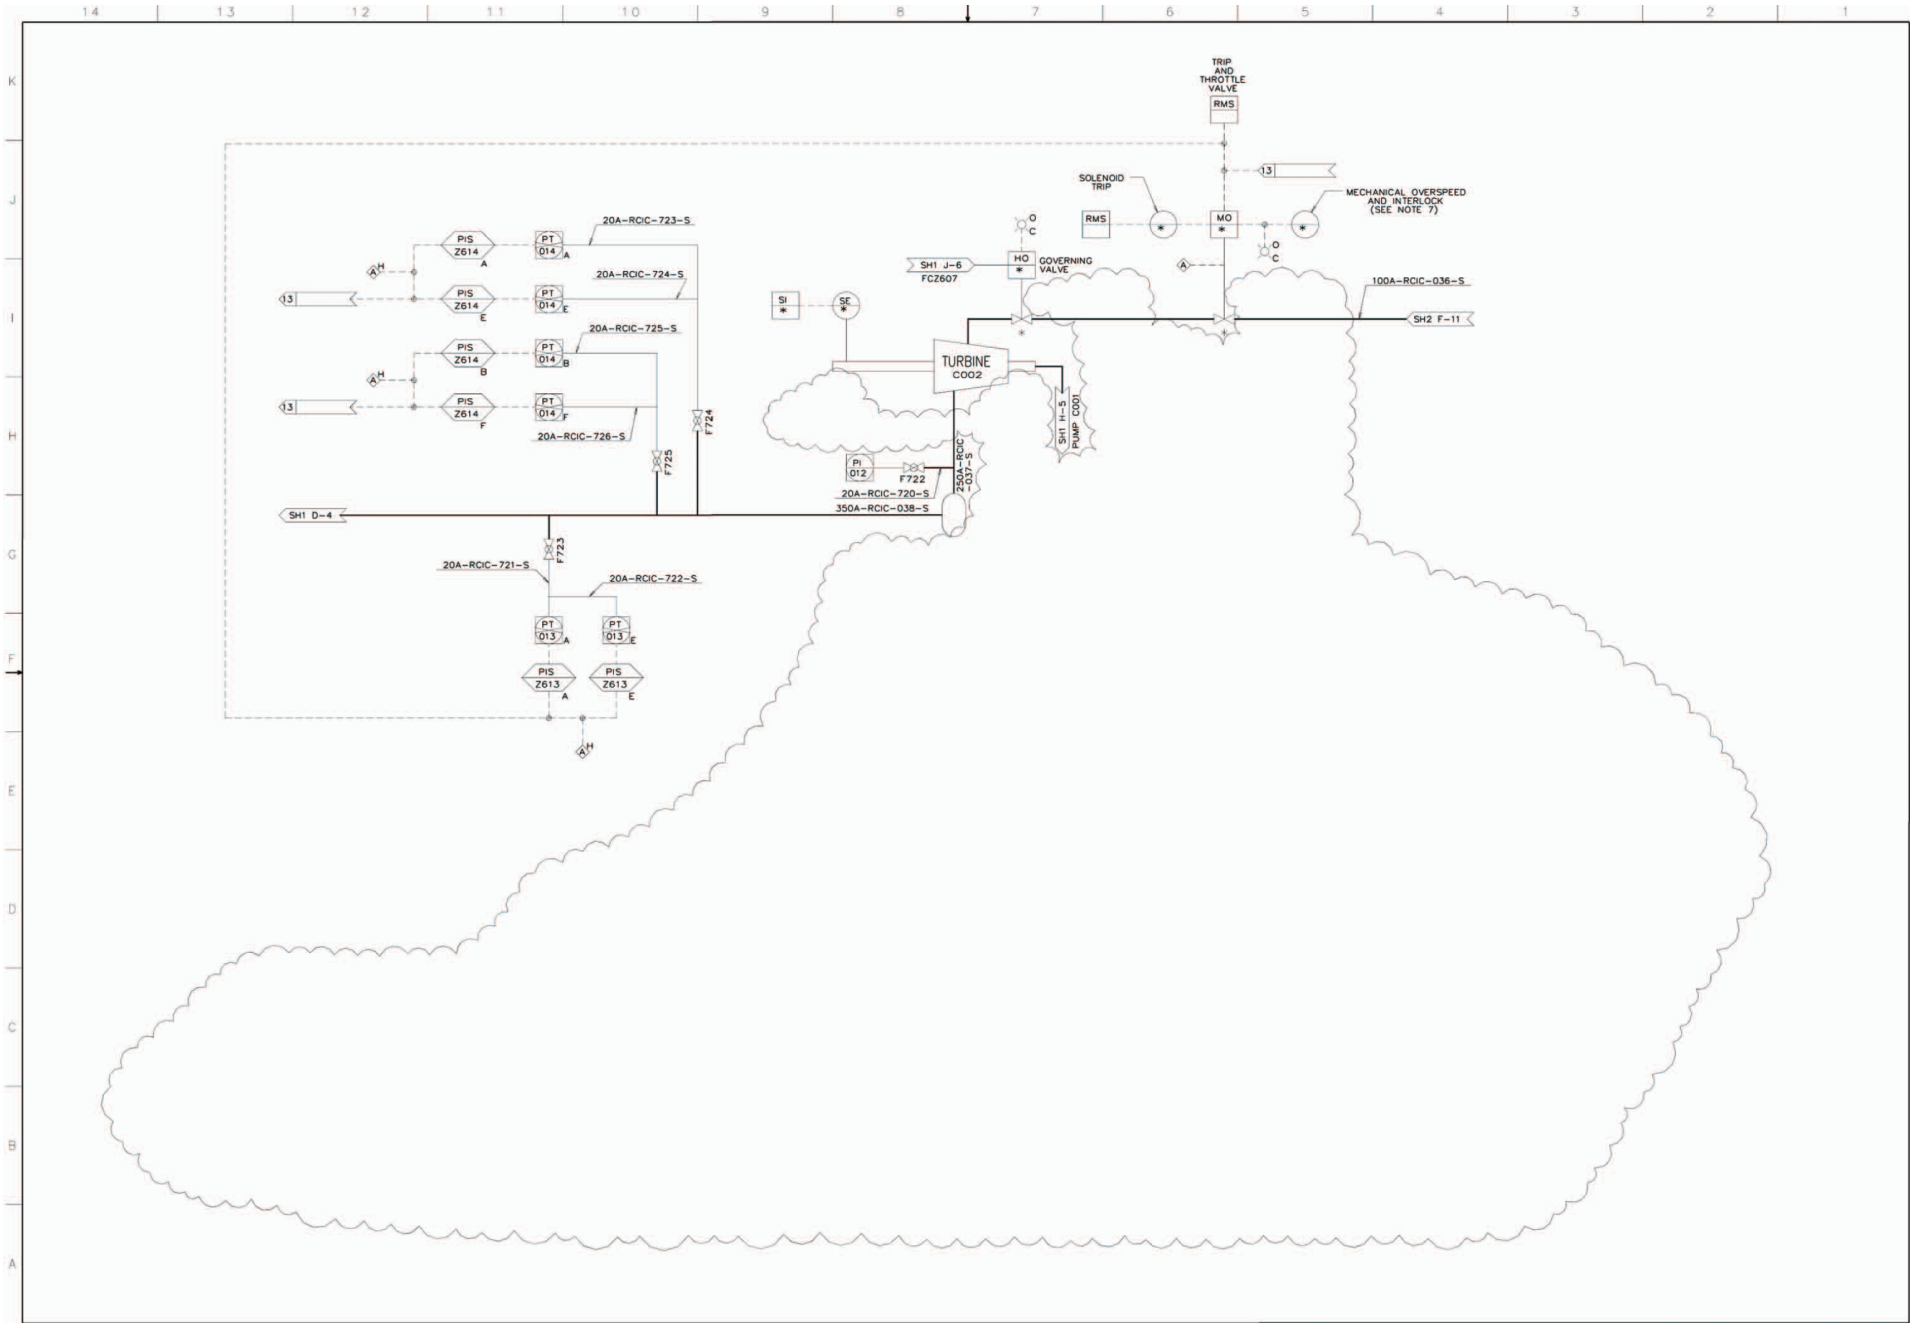 14 13 12 11 10 9 8 7 6 5 4 3 2 1
K
J
I
H
G
F
E
D
C
B
A
TRIP
AND
THROTTLE
VALVE
RMS
13
SOLENOID
TRIP
RMS
*
MO
*
*
MECHANICAL OVERSPEED
AND INTERLOCK
(SEE NOTE 7)
O
C
O
C
A
SH1 J-6
FCZ607
HO
*
GOVERNING
VALVE
100A-RCIC-036-S
SH2 F-11
*
*
SI
*
SE
*
TURBINE
C002
SH1 H-5
PUMP C001
20A-RCIC-723-S
PIS
Z614
A
PT
014
A
A H
20A-RCIC-724-S
13
PIS
Z614
E
PT
014
E
20A-RCIC-725-S
PIS
Z614
B
PT
014
B
A H
13
PIS
Z614
F
PT
014
F
20A-RCIC-726-S
F724
F725
250A-RCIC
-037-S
PI
012
F722
20A-RCIC-720-S
350A-RCIC-038-S
SH1 D-4
F723
20A-RCIC-721-S
20A-RCIC-722-S
PT
013
A
PT
013
E
PIS
Z613
A
PIS
Z613
E
A H